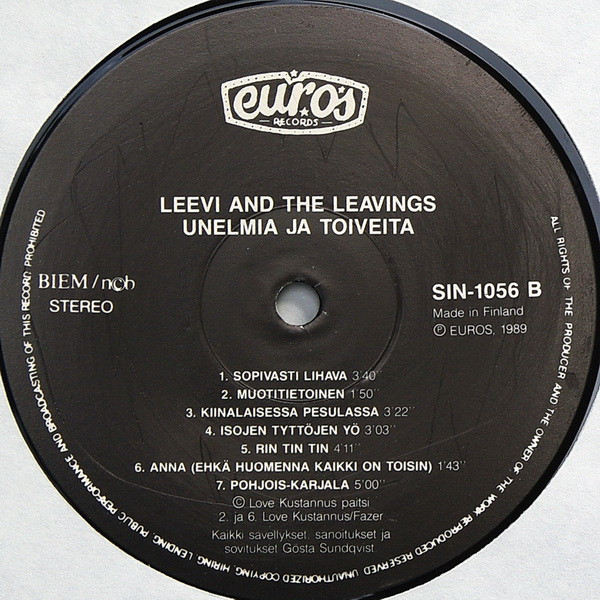 euros
RECORDS
LEEVI AND THE LEAVINGS
UNELMIA JA TOIVEITA
BIEM/ncb
STEREO
SIN-1056 B
Made in Finland
Ⓟ EUROS, 1989
1. SOPIVASTI LIHAVA 3'40''
2. MUOTITIETOINEN 1'50''
3. KIINALAISESSA PESULASSA 3'22''
4. ISOJEN TYTTÖJEN YÖ 3'03''
5. RIN TIN TIN 4'11''
6. ANNA (EHKÄ HUOMENNA KAIKKI ON TOISIN) 1'43''
7. POHJOIS-KARJALA 5'00''
© Love Kustannus paitsi
2. ja 6. Love Kustannus/Fazer
Kaikki sävellykset, sanoitukset ja
sovitukset Gösta Sundqvist
ALL RIGHTS OF THE PRODUCER AND THE OWNER OF THE WORK REPRODUCED RESERVED UNAUTHORIZED COPYING, HIRING, LENDING, PUBLIC PERFORMANCE AND BROADCASTING OF THIS RECORD PROHIBITED